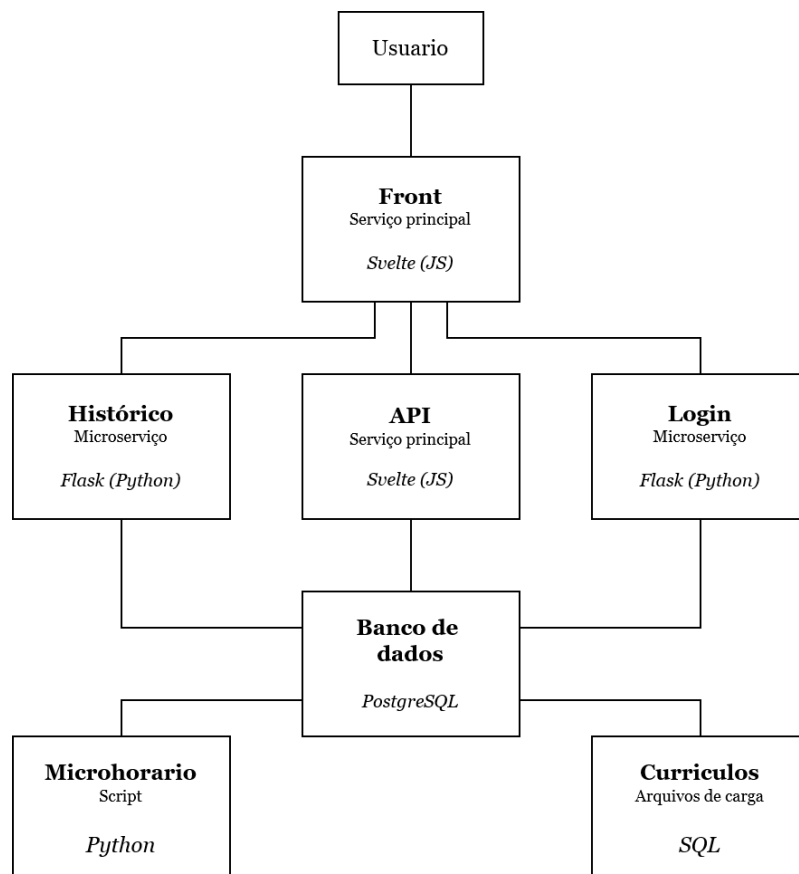 Usuario
Front
Serviço principal
Svelte (JS)
Histórico
Microserviço
Flask (Python)
API
Serviço principal
Svelte (JS)
Login
Microserviço
Flask (Python)
Banco de
dados
PostgreSQL
Microhorario
Script
Python
Curriculos
Arquivos de carga
SQL